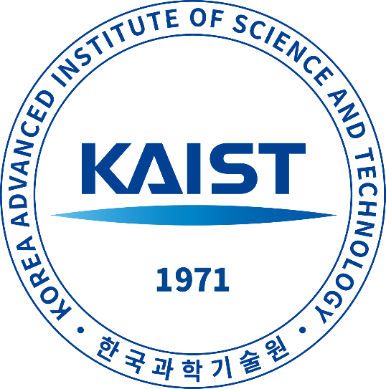 KOREA ADVANCED INSTITUTE OF SCIENCE AND TECHNOLOGY
KAIST
1971
• 한국과학기술원 •